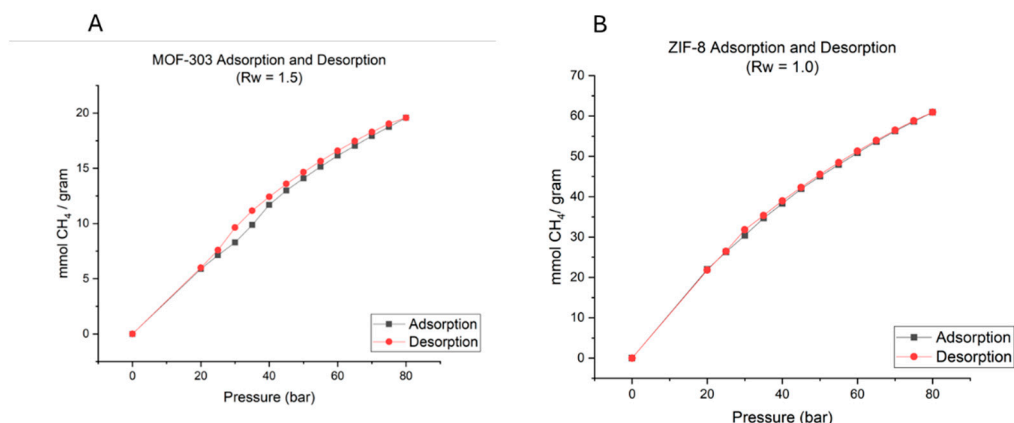 A
MOF-303 Adsorption and Desorption
(Rw = 1.5)
20
15
10
5
0
mmol CH₄ / gram
Adsorption
Desorption
0 20 40 60 80
Pressure (bar)
B
ZIF-8 Adsorption and Desorption
(Rw = 1.0)
70
60
50
40
30
20
10
0
mmol CH₄/ gram
Adsorption
Desorption
0 20 40 60 80
Pressure (bar)